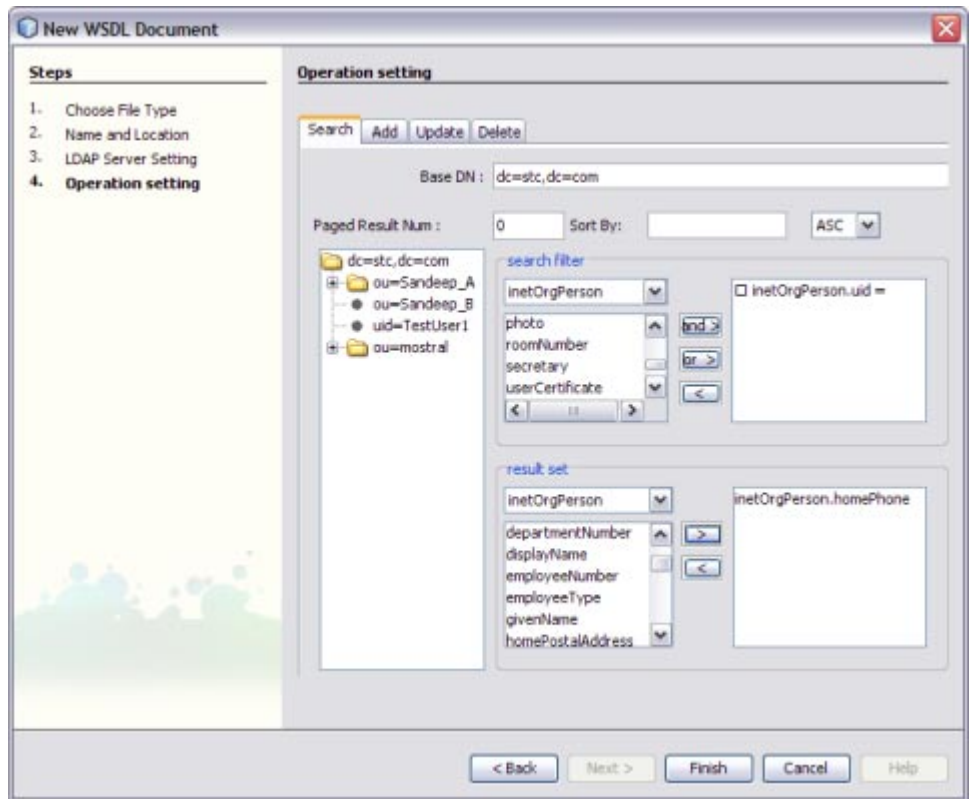 New WSDL Document
Steps
1. Choose File Type
2. Name and Location
3. LDAP Server Setting
4. Operation setting
Operation setting
Search Add Update Delete
Base DN : dc=stc,dc=com
Paged Result Num : 0 Sort By: ASC
dc=stc,dc=com
ou=Sandeep_A
ou=Sandeep_B
uid=TestUser1
ou=mostral
search filter
inetOrgPerson
photo
roomNumber
secretary
userCertificate
and >
or >
<
inetOrgPerson.uid =
result set
inetOrgPerson
departmentNumber
displayName
employeeNumber
employeeType
givenName
homePostalAddress
>
<
inetOrgPerson.homePhone
< Back Next > Finish Cancel Help